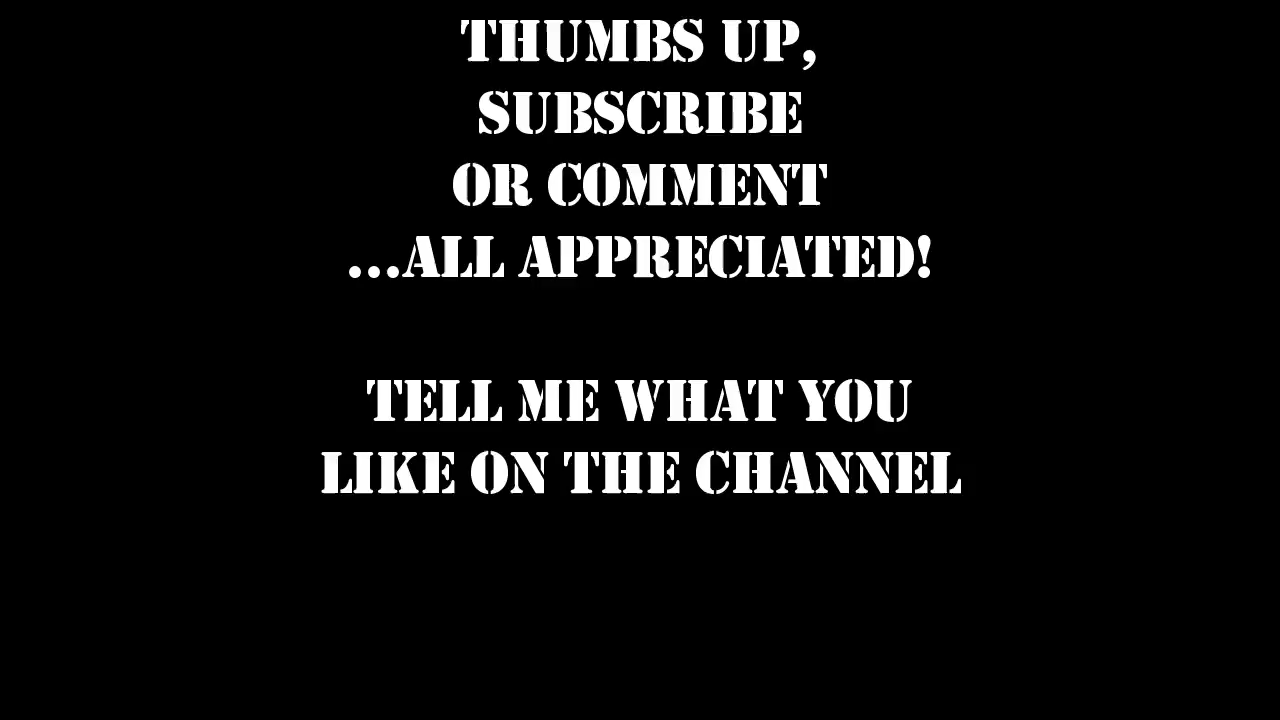 THUMBS UP,
SUBSCRIBE
OR COMMENT
...ALL APPRECIATED!
TELL ME WHAT YOU
LIKE ON THE CHANNEL